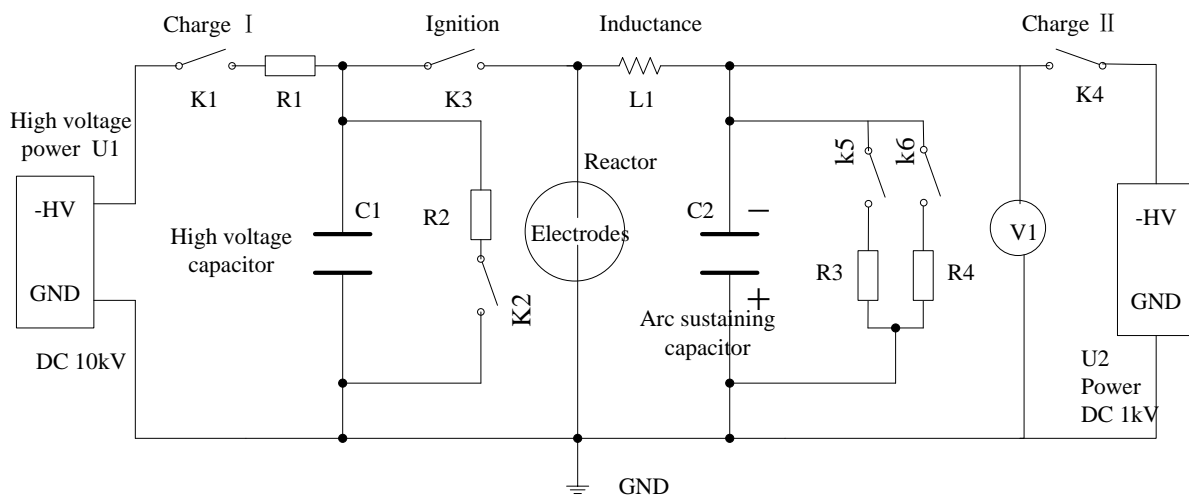 Charge Ⅰ
Ignition
Inductance
Charge Ⅱ
K1
R1
K3
L1
K4
High voltage
power U1
-HV
GND
DC 10kV
C1
High voltage
capacitor
R2
K2
Reactor
Electrodes
C2
−
+
Arc sustaining
capacitor
k5
k6
R3
R4
V1
-HV
GND
U2
Power
DC 1kV
GND